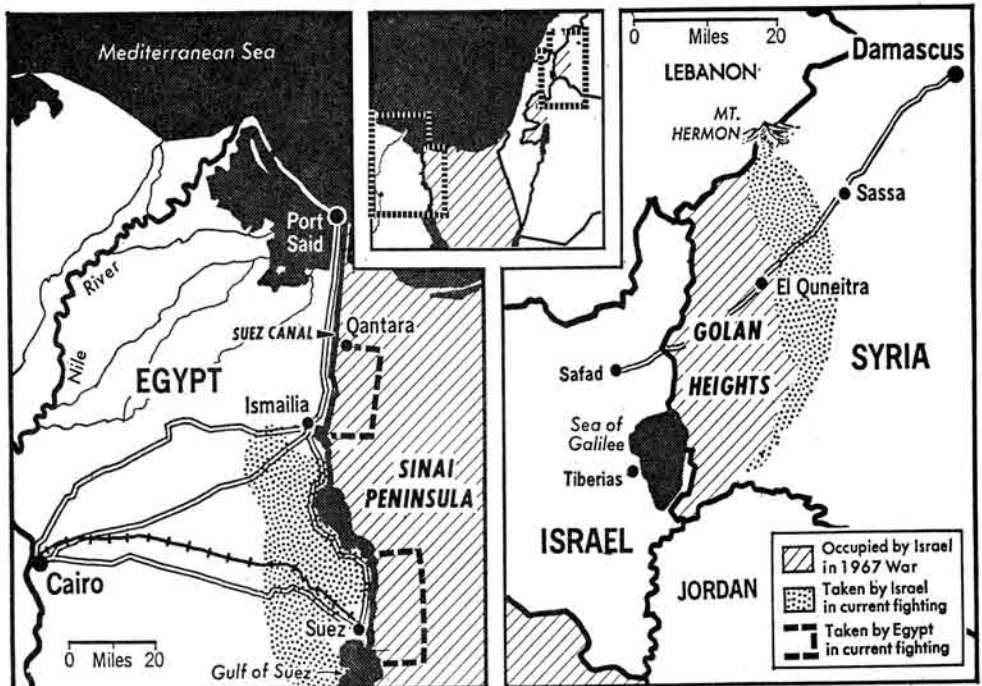 Mediterranean Sea
Port
Said
River
Nile
SUEZ CANAL
Qantara
EGYPT
Ismailia
SINAI
PENINSULA
Cairo
Suez
0 Miles 20
Gulf of Suez
0 20
Miles
Damascus
LEBANON
MT.
HERMON
Sassa
El Quneitra
GOLAN
HEIGHTS
SYRIA
Safad
Sea of
Galilee
Tiberias
ISRAEL
JORDAN
Occupied by Israel
in 1967 War
Taken by Israel
in current fighting
Taken by Egypt
in current fighting